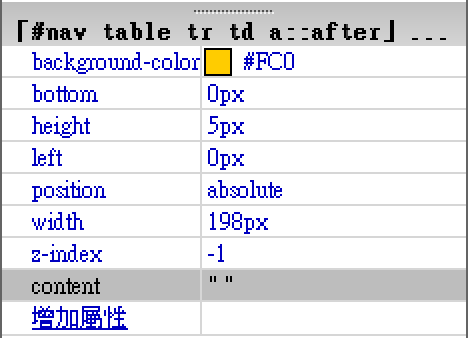 「#nav table tr td a::after」 ...
background-color #FC0
bottom 0px
height 5px
left 0px
position absolute
width 198px
z-index -1
content " "
增加屬性